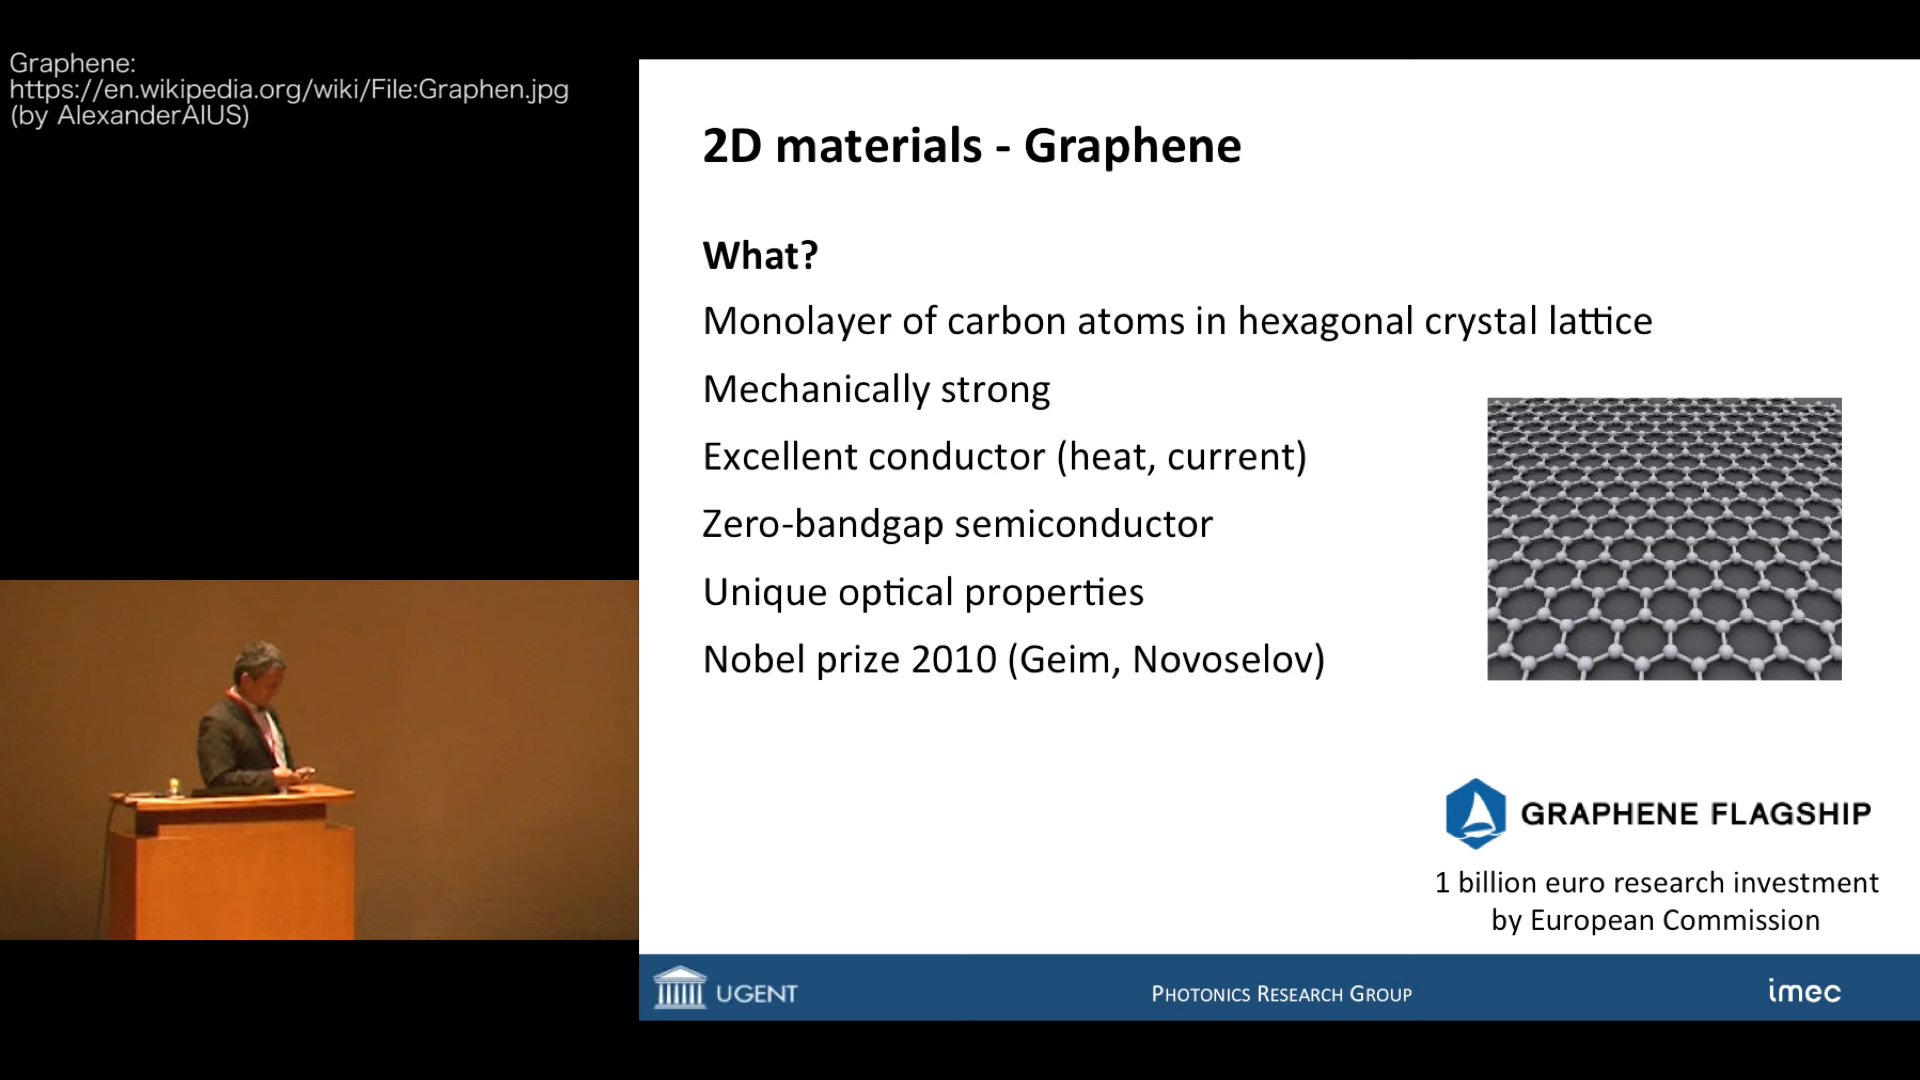 Graphene:
https://en.wikipedia.org/wiki/File:Graphen.jpg
(by AlexanderAIUS)
2D materials - Graphene
What?
Monolayer of carbon atoms in hexagonal crystal lattice
Mechanically strong
Excellent conductor (heat, current)
Zero-bandgap semiconductor
Unique optical properties
Nobel prize 2010 (Geim, Novoselov)
GRAPHENE FLAGSHIP
1 billion euro research investment
by European Commission
UGENT
PHOTONICS RESEARCH GROUP
imec